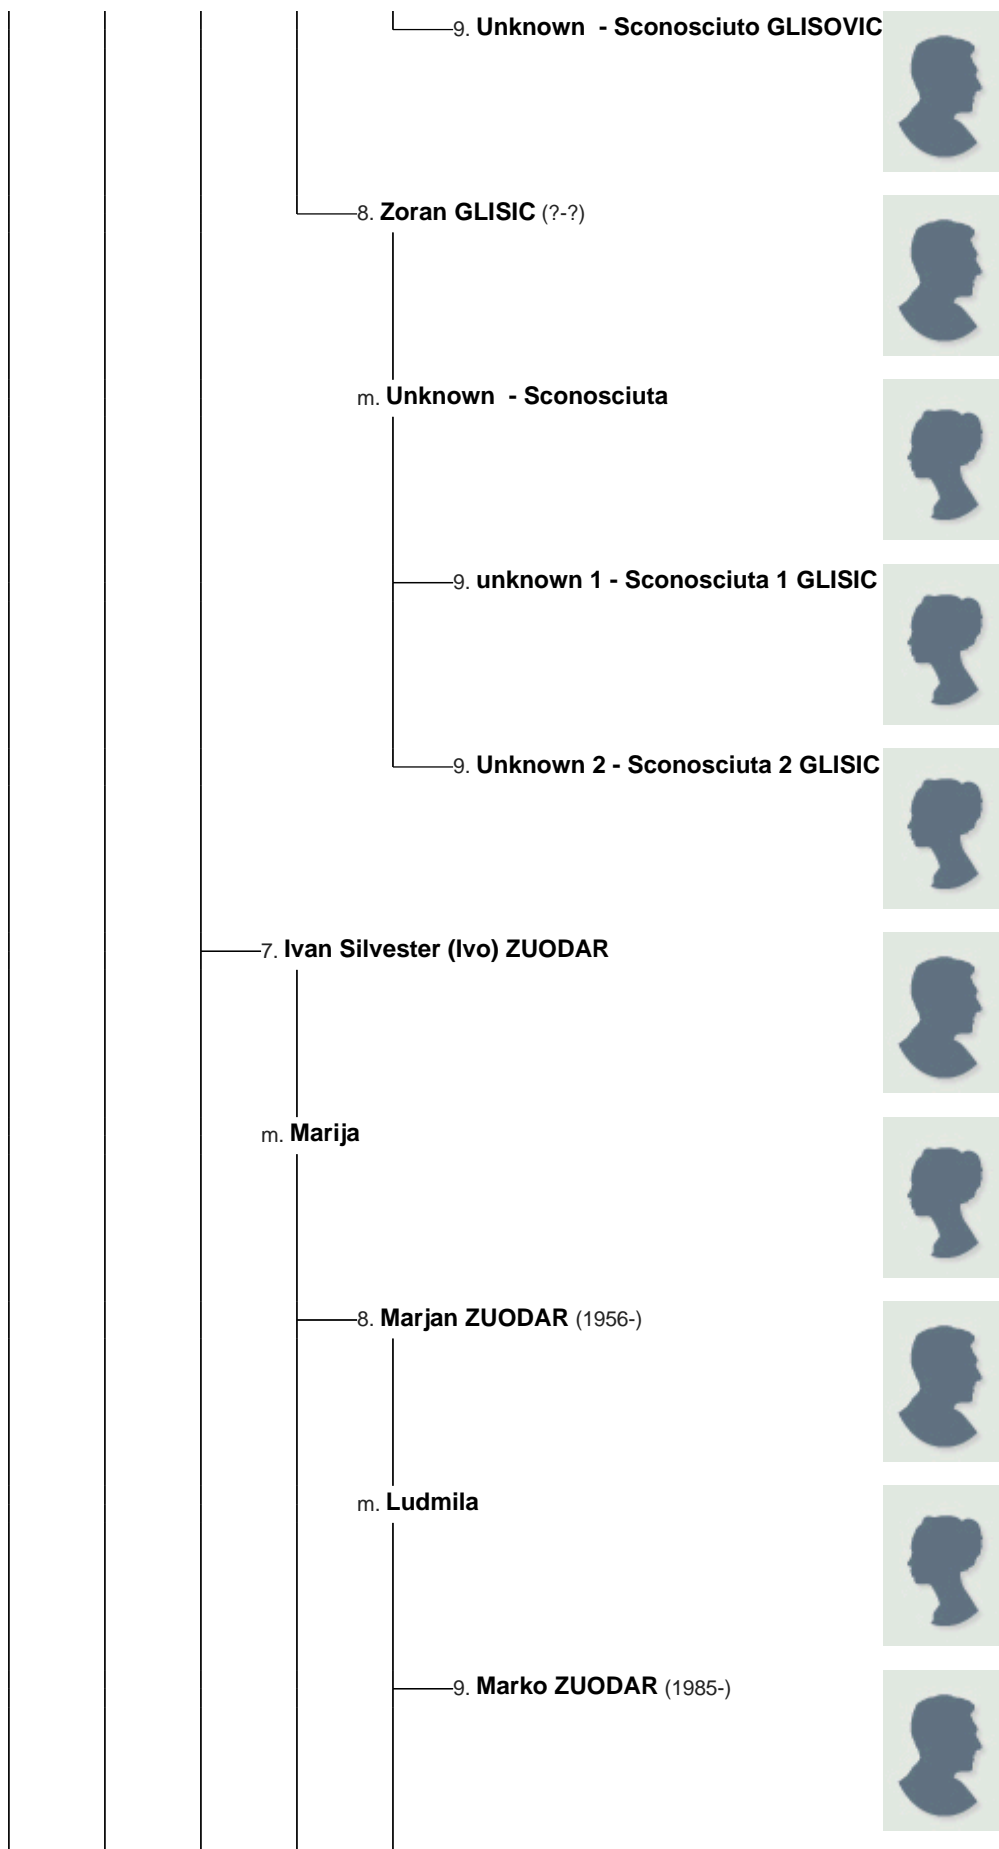 9. Unknown - Sconosciuto GLISOVIC
8. Zoran GLISIC (?-?)
m. Unknown - Sconosciuta
9. unknown 1 - Sconosciuta 1 GLISIC
9. Unknown 2 - Sconosciuta 2 GLISIC
7. Ivan Silvester (Ivo) ZUODAR
m. Marija
8. Marjan ZUODAR (1956-)
m. Ludmila
9. Marko ZUODAR (1985-)